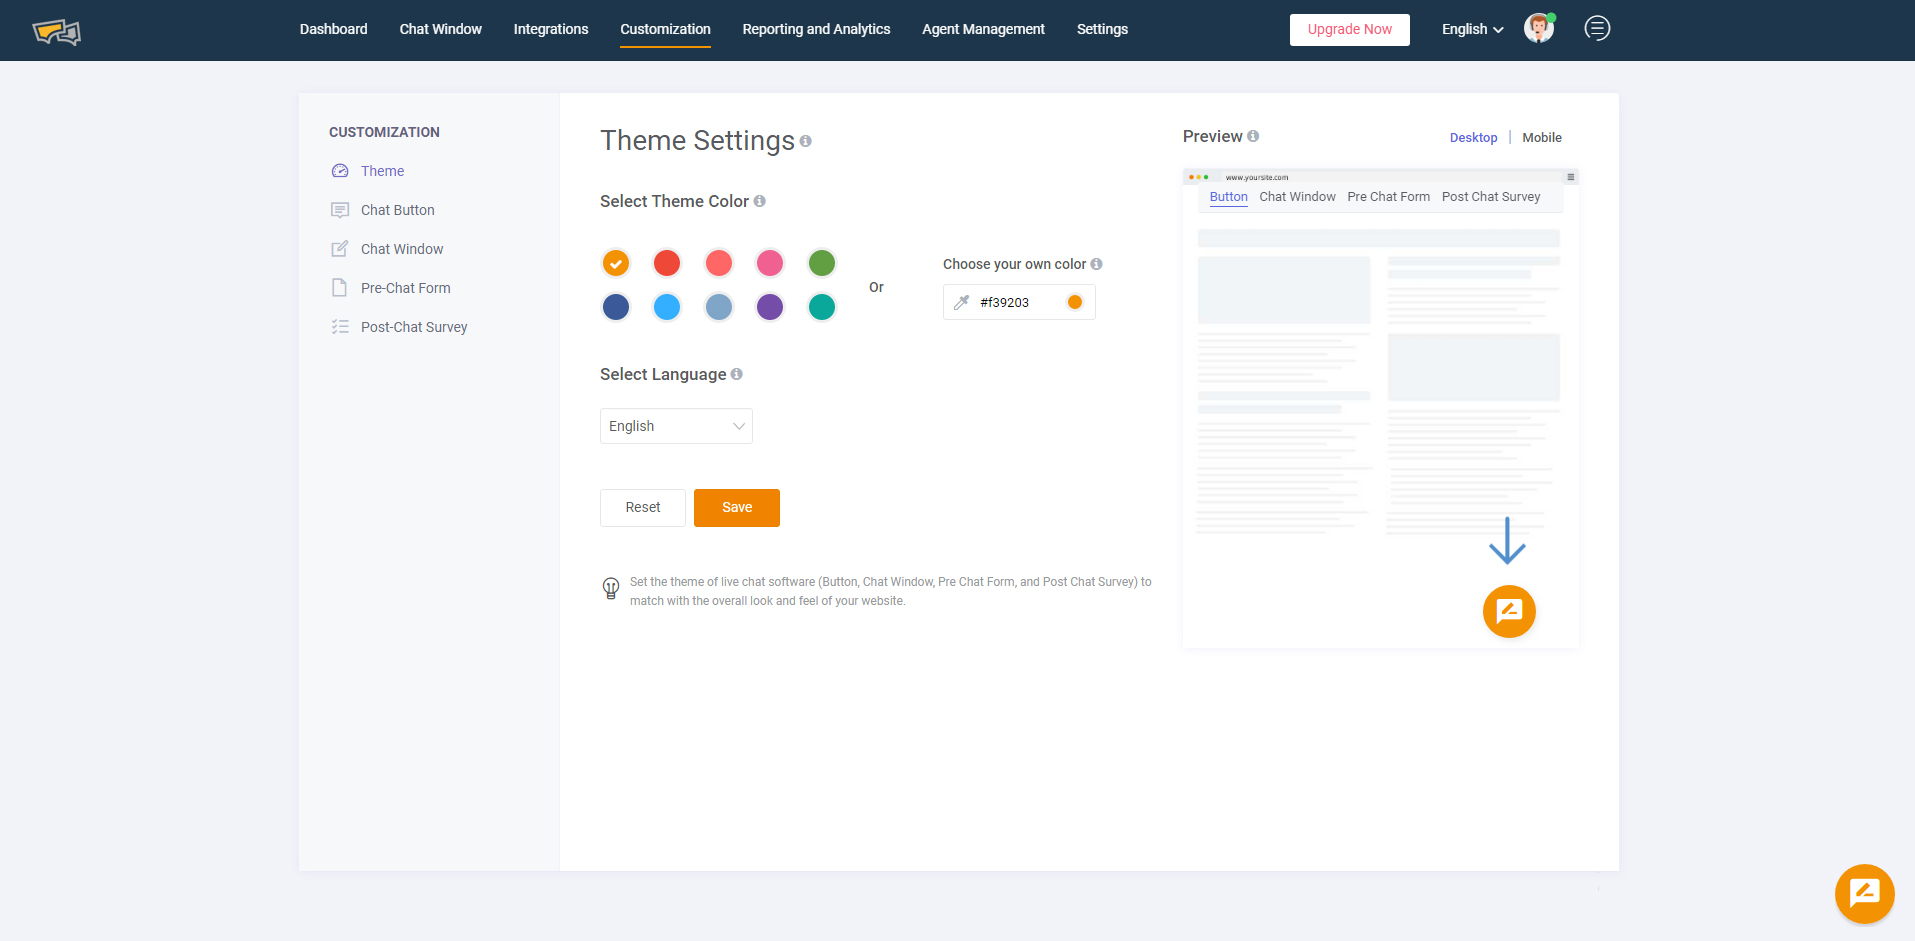 Dashboard Chat Window Integrations Customization Reporting and Analytics Agent Management Settings Upgrade Now English
CUSTOMIZATION
Theme
Chat Button
Chat Window
Pre-Chat Form
Post-Chat Survey
Theme Settings
Select Theme Color
Or
Choose your own color
#f39203
Select Language
English
Reset Save
Set the theme of live chat software (Button, Chat Window, Pre Chat Form, and Post Chat Survey) to
match with the overall look and feel of your website.
Preview Desktop Mobile
www.yoursite.com
Button Chat Window Pre Chat Form Post Chat Survey